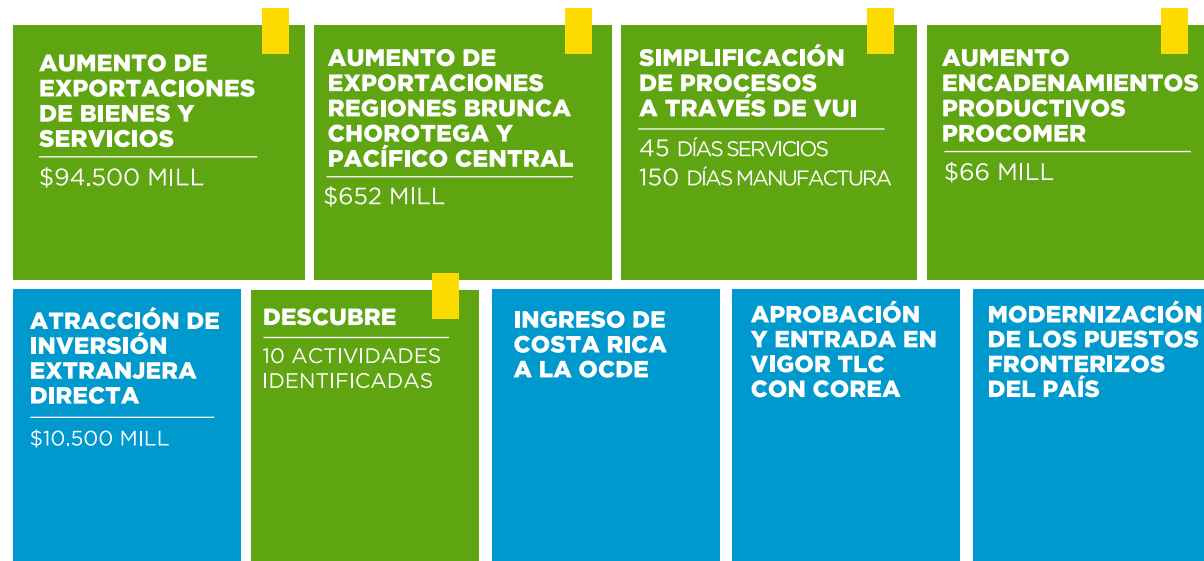 AUMENTO DE
EXPORTACIONES
DE BIENES Y
SERVICIOS
$94.500 MILL
AUMENTO DE
EXPORTACIONES
REGIONES BRUNCA
CHOROTEGA Y
PACÍFICO CENTRAL
$652 MILL
SIMPLIFICACIÓN
DE PROCESOS
A TRAVÉS DE VUI
45 DÍAS SERVICIOS
150 DÍAS MANUFACTURA
AUMENTO
ENCADENAMIENTOS
PRODUCTIVOS
PROCOMER
$66 MILL
ATRACCIÓN DE
INVERSIÓN
EXTRANJERA
DIRECTA
$10.500 MILL
DESCUBRE
10 ACTIVIDADES
IDENTIFICADAS
INGRESO DE
COSTA RICA
A LA OCDE
APROBACIÓN
Y ENTRADA EN
VIGOR TLC
CON COREA
MODERNIZACIÓN
DE LOS PUESTOS
FRONTERIZOS
DEL PAÍS